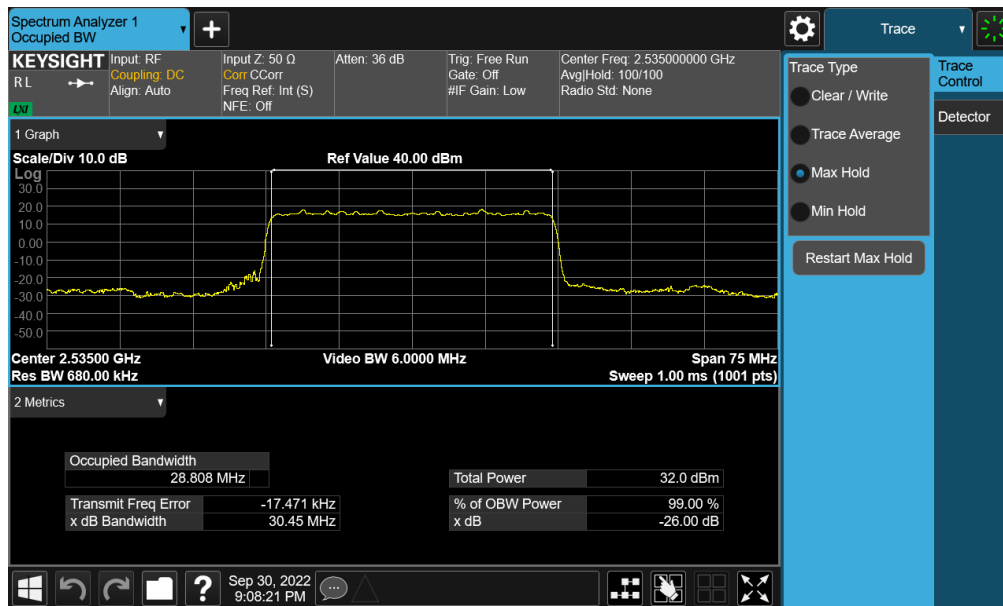 Spectrum Analyzer 1
Occupied BW
+
Trace
KEYSIGHT
R L
LXI
Input: RF
Coupling: DC
Align: Auto
Input Z: 50 Ω
Corr CCorr
Freq Ref: Int (S)
NFE: Off
Atten: 36 dB
Trig: Free Run
Gate: Off
#IF Gain: Low
Center Freq: 2.535000000 GHz
Avg|Hold: 100/100
Radio Std: None
Trace Type
Clear / Write
Trace Average
Max Hold
Min Hold
Restart Max Hold
Trace
Control
Detector
1 Graph
Scale/Div 10.0 dB
Ref Value 40.00 dBm
Log
30.0
20.0
10.0
0.00
-10.0
-20.0
-30.0
-40.0
-50.0
Center 2.53500 GHz
Video BW 6.0000 MHz
Span 75 MHz
Res BW 680.00 kHz
Sweep 1.00 ms (1001 pts)
2 Metrics
Occupied Bandwidth
28.808 MHz
Total Power 32.0 dBm
Transmit Freq Error -17.471 kHz
% of OBW Power 99.00 %
x dB Bandwidth 30.45 MHz
x dB -26.00 dB
?
Sep 30, 2022
9:08:21 PM